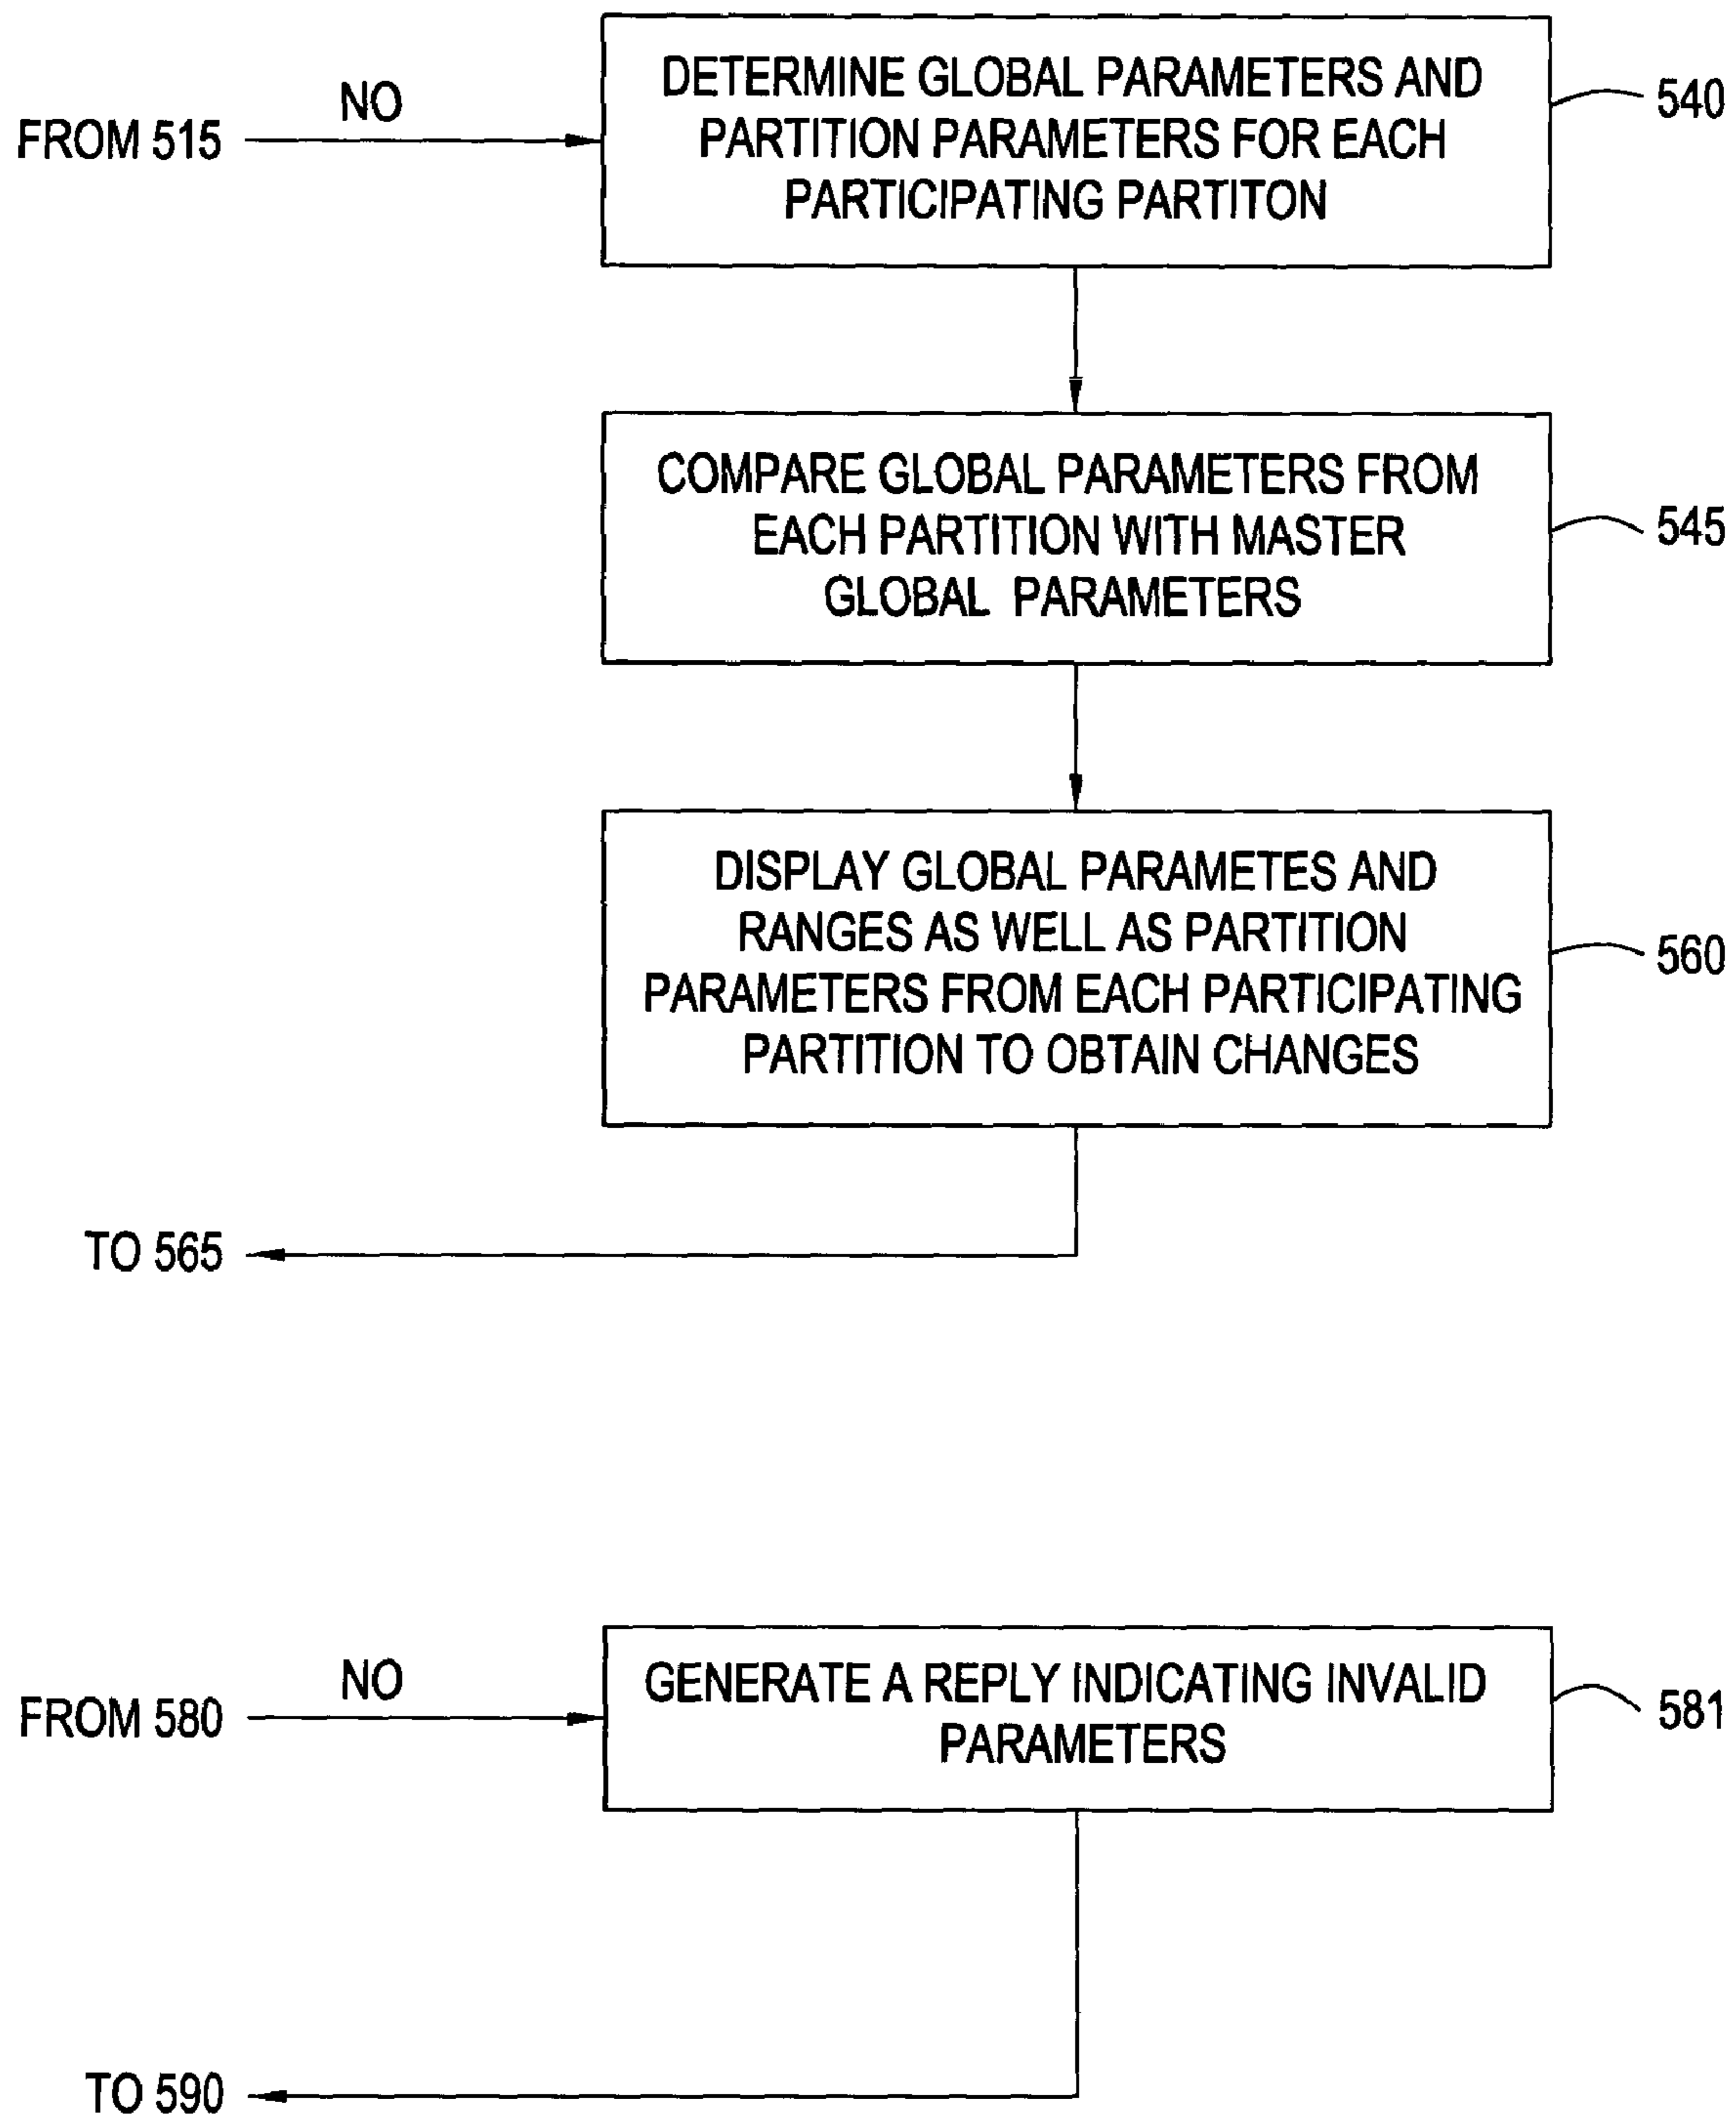 DETERMINE GLOBAL PARAMETERS AND
PARTITION PARAMETERS FOR EACH
PARTICIPATING PARTITON
540
NO
FROM 515
COMPARE GLOBAL PARAMETERS FROM
EACH PARTITION WITH MASTER
GLOBAL PARAMETERS
545
DISPLAY GLOBAL PARAMETES AND
RANGES AS WELL AS PARTITION
PARAMETERS FROM EACH PARTICIPATING
PARTITION TO OBTAIN CHANGES
560
TO 565
NO
FROM 580
GENERATE A REPLY INDICATING INVALID
PARAMETERS
581
TO 590